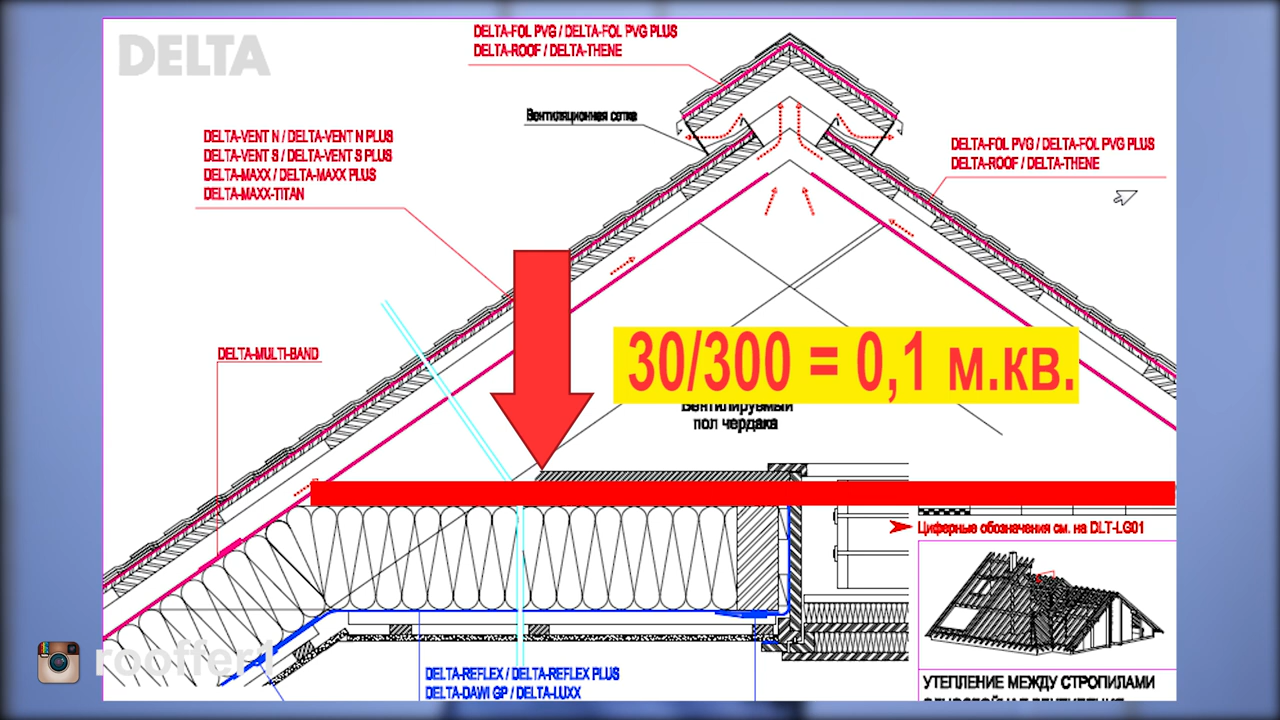 DELTA
DELTA-FOL PVG / DELTA-FOL PVG PLUS
DELTA-ROOF / DELTA-THENE
Вентиляционная сетка
DELTA-VENT N / DELTA-VENT N PLUS
DELTA-VENT S / DELTA-VENT S PLUS
DELTA-MAXX / DELTA-MAXX PLUS
DELTA-MAXX-TITAN
DELTA-FOL PVG / DELTA-FOL PVG PLUS
DELTA-ROOF / DELTA-THENE
DELTA-MULTI-BAND
30/300 = 0,1 м.кв.
Вентилируемый
пол чердака
Циферные обозначения см. на DLT-LG01
rooffer1
DELTA-REFLEX / DELTA-REFLEX PLUS
DELTA-DAWI GP / DELTA-LUXX
УТЕПЛЕНИЕ МЕЖДУ СТРОПИЛАМИ